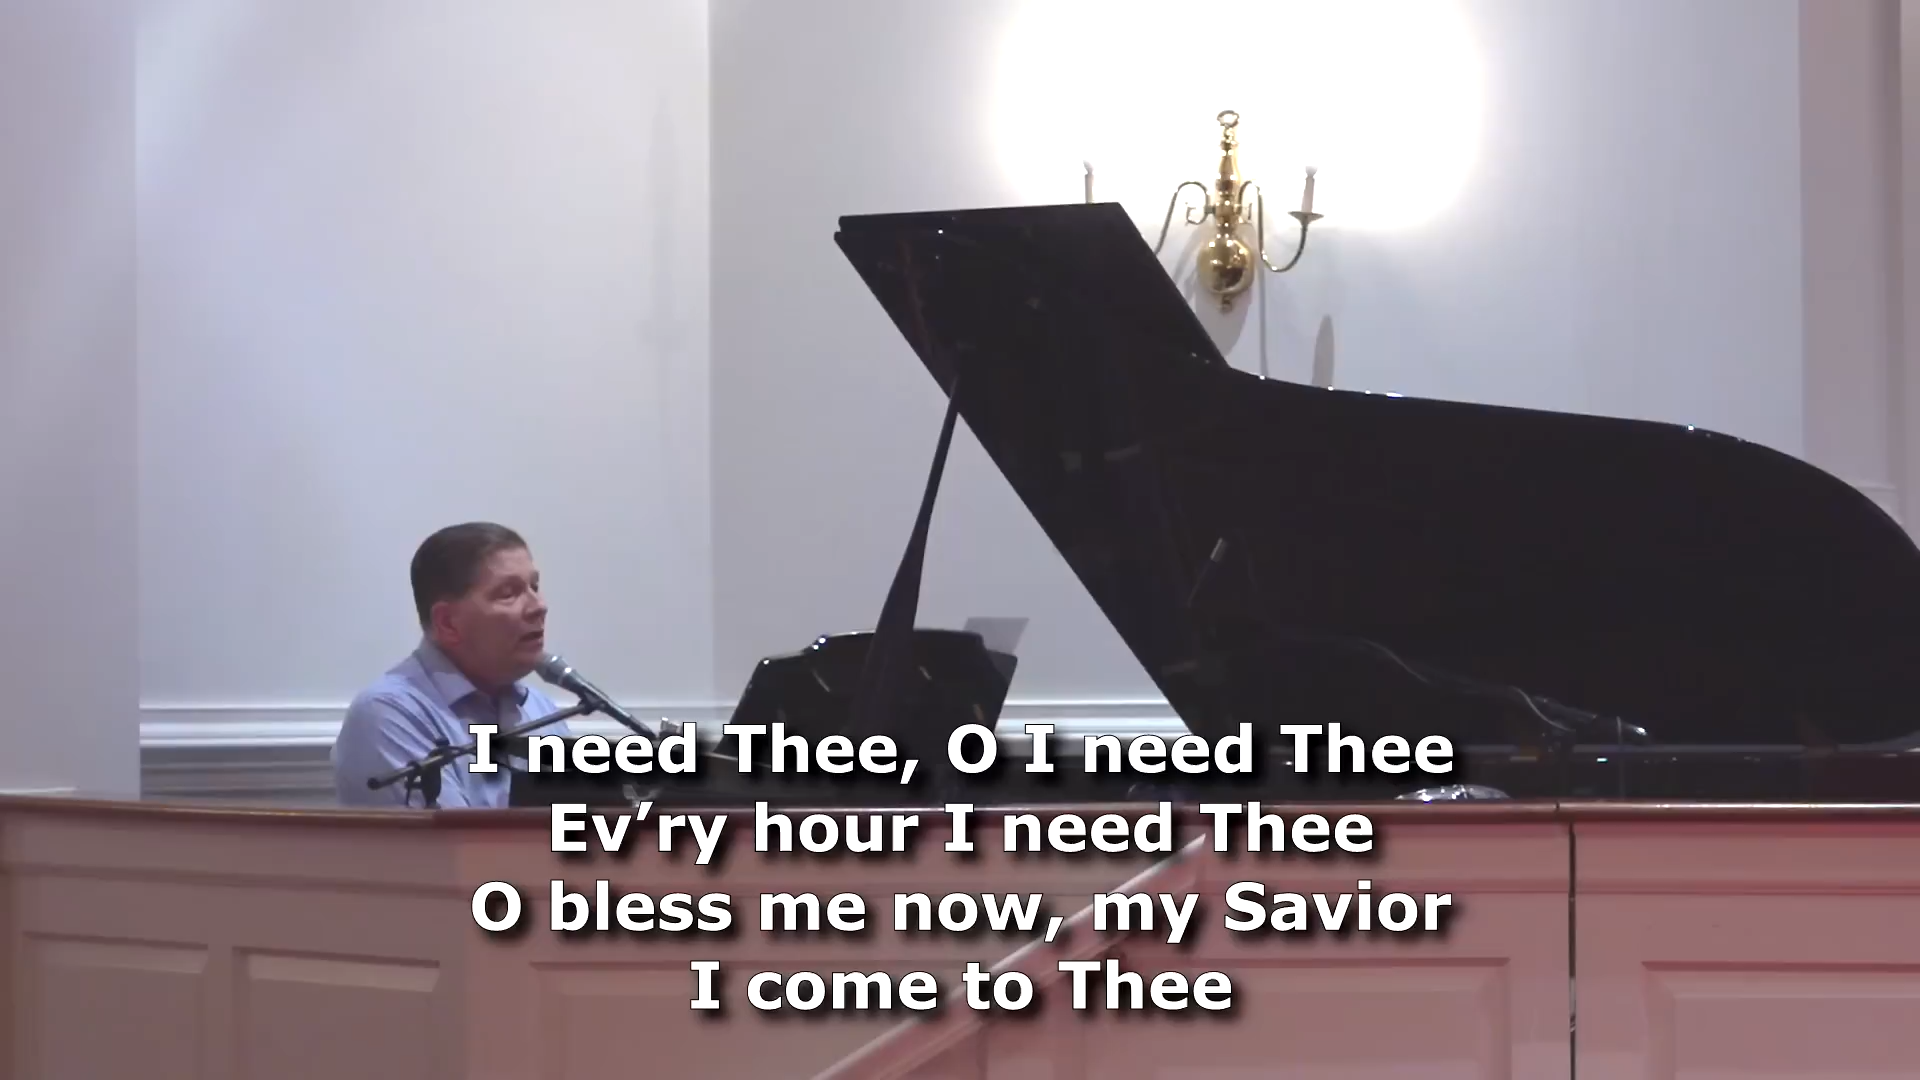 I need Thee, O I need Thee
Ev’ry hour I need Thee
O bless me now, my Savior
I come to Thee